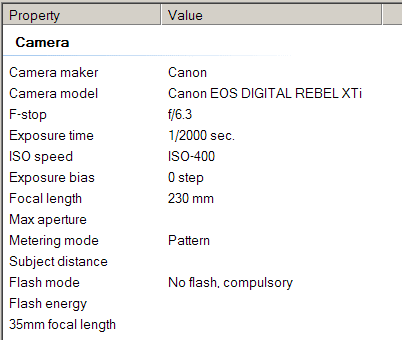 Property Value
Camera
Camera maker Canon
Camera model Canon EOS DIGITAL REBEL XTi
F-stop f/6.3
Exposure time 1/2000 sec.
ISO speed ISO-400
Exposure bias 0 step
Focal length 230 mm
Max aperture
Metering mode Pattern
Subject distance
Flash mode No flash, compulsory
Flash energy
35mm focal length